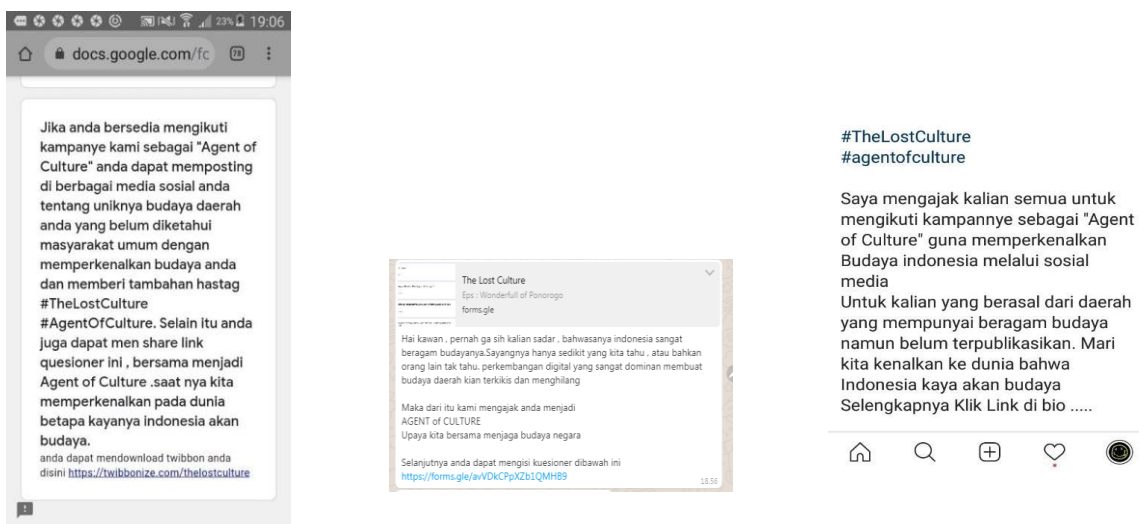 23% 19:06
docs.google.com/fc
78
Jika anda bersedia mengikuti
kampanye kami sebagai "Agent of
Culture" anda dapat memposting
di berbagai media sosial anda
tentang uniknya budaya daerah
anda yang belum diketahui
masyarakat umum dengan
memperkenalkan budaya anda
dan memberi tambahan hastag
#TheLostCulture
#AgentOfCulture. Selain itu anda
juga dapat men share link
quesioner ini , bersama menjadi
Agent of Culture .saat nya kita
memperkenalkan pada dunia
betapa kayanya indonesia akan
budaya.
anda dapat mendownload twibbon anda
disini https://twibbonize.com/thelostculture
The Lost Culture
Eps : Wonderfull of Ponorogo
forms.gle
Hai kawan , pernah ga sih kalian sadar , bahwasanya indonesia sangat
beragam budayanya.Sayangnya hanya sedikit yang kita tahu , atau bahkan
orang lain tak tahu. perkembangan digital yang sangat dominan membuat
budaya daerah kian terkikis dan menghilang
Maka dari itu kami mengajak anda menjadi
AGENT of CULTURE
Upaya kita bersama menjaga budaya negara
Selanjutnya anda dapat mengisi kuesioner dibawah ini
https://forms.gle/avVDkCPpXZb1QMHB9
18.56
#TheLostCulture
#agentofculture
Saya mengajak kalian semua untuk
mengikuti kampannye sebagai "Agent
of Culture" guna memperkenalkan
Budaya indonesia melalui sosial
media
Untuk kalian yang berasal dari daerah
yang mempunyai beragam budaya
namun belum terpublikasikan. Mari
kita kenalkan ke dunia bahwa
Indonesia kaya akan budaya
Selengkapnya Klik Link di bio .....